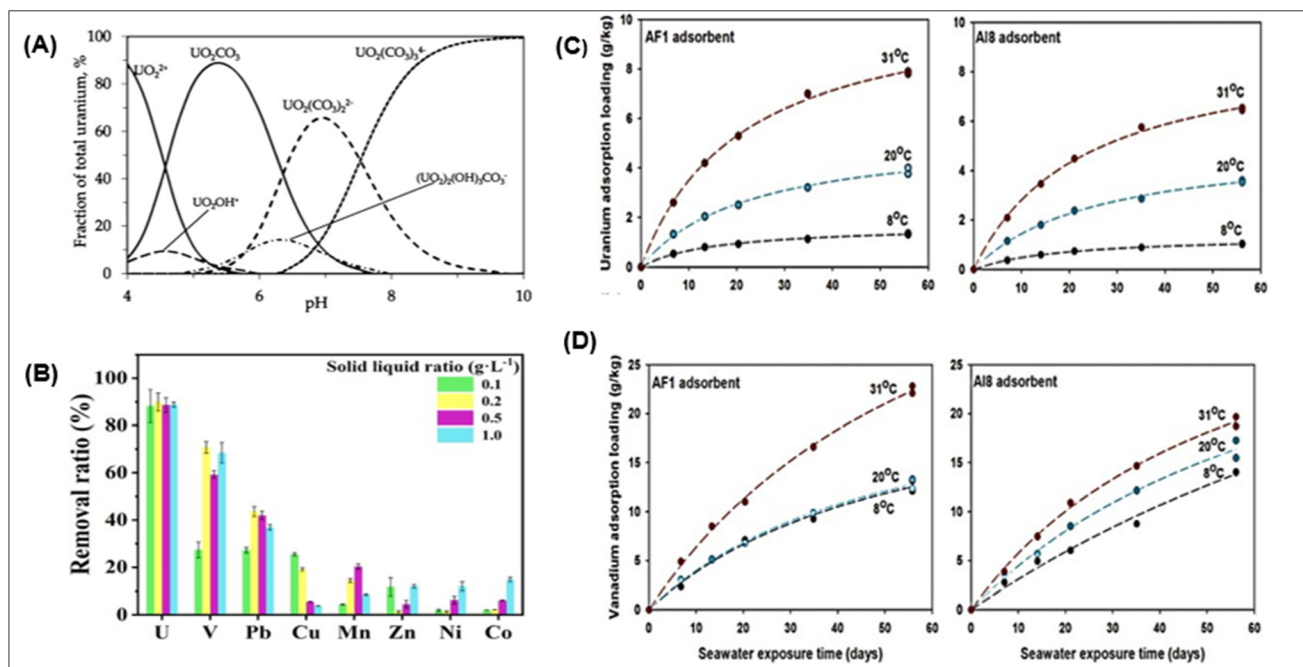 (A)
Fraction of total uranium, %
100
80
60
40
20
0
UO₂²⁺
UO₂CO₃
UO₂(CO₃)₃⁴⁻
UO₂(CO₃)₂²⁻
(UO₂)₂(OH)₃CO₃⁻
UO₂OH⁺
4
6
8
10
pH
(B)
Removal ratio (%)
100
80
60
40
20
0
Solid liquid ratio (g·L⁻¹)
0.1
0.2
0.5
1.0
U V Pb Cu Mn Zn Ni Co
(C)
Uranium adsorption loading (g/kg)
10
8
6
4
2
0
AF1 adsorbent
31°C
20°C
8°C
0 10 20 30 40 50 60
10
8
6
4
2
0
AI8 adsorbent
31°C
20°C
8°C
0 10 20 30 40 50 60
(D)
Vanadium adsorption loading (g/kg)
25
20
15
10
5
0
AF1 adsorbent
31°C
20°C
8°C
0 10 20 30 40 50 60
Seawater exposure time (days)
25
20
15
10
5
0
AI8 adsorbent
31°C
20°C
8°C
0 10 20 30 40 50 60
Seawater exposure time (days)